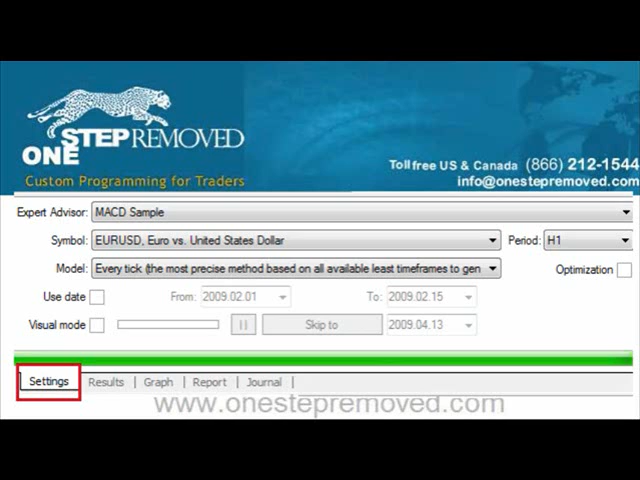 ONE STEP REMOVED
Custom Programming for Traders
Toll free US & Canada (866) 212-1544
info@onestepremoved.com
Expert Advisor: MACD Sample
Symbol: EURUSD, Euro vs. United States Dollar Period: H1
Model: Every tick (the most precise method based on all available least timeframes to gen Optimization
Use date From: 2009.02.01 To: 2009.02.15
Visual mode Skip to 2009.04.13
Settings Results Graph Report Journal
www.onestepremoved.com